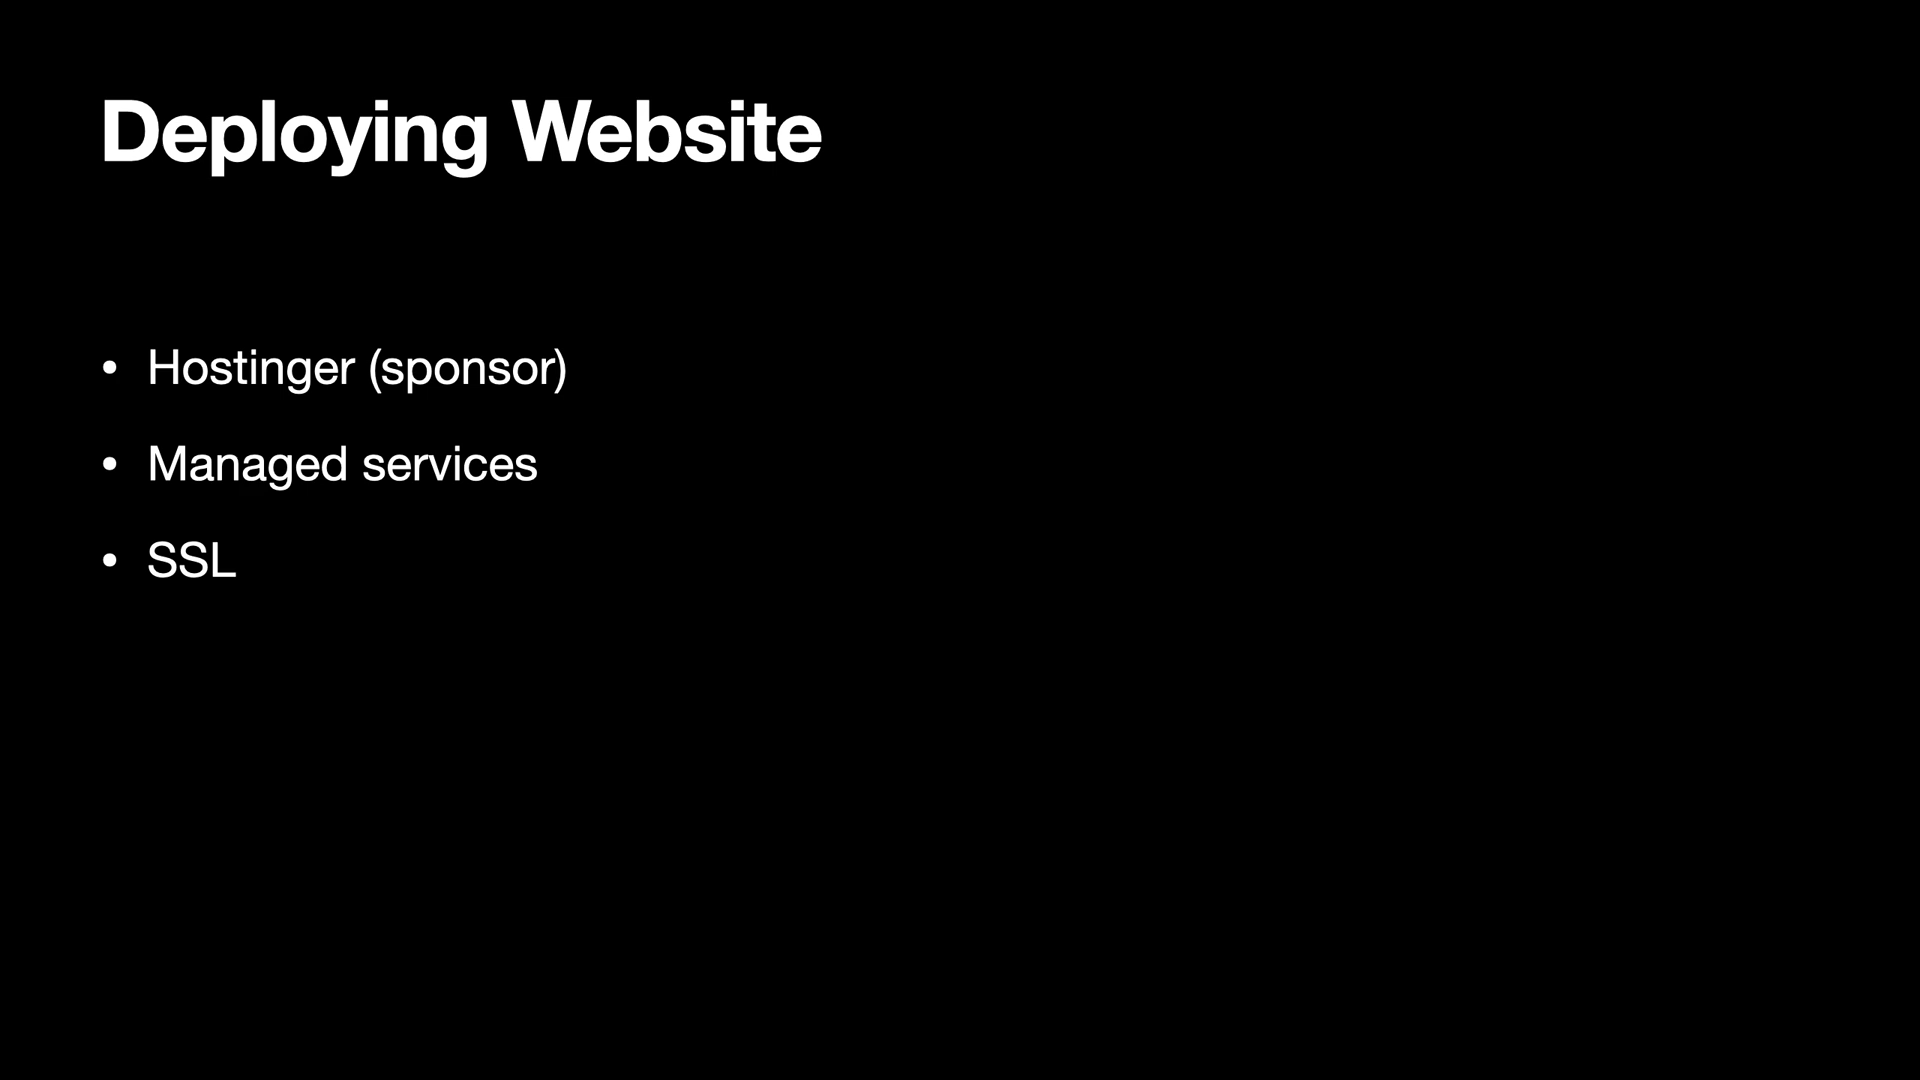 Deploying Website
• Hostinger (sponsor)
• Managed services
• SSL